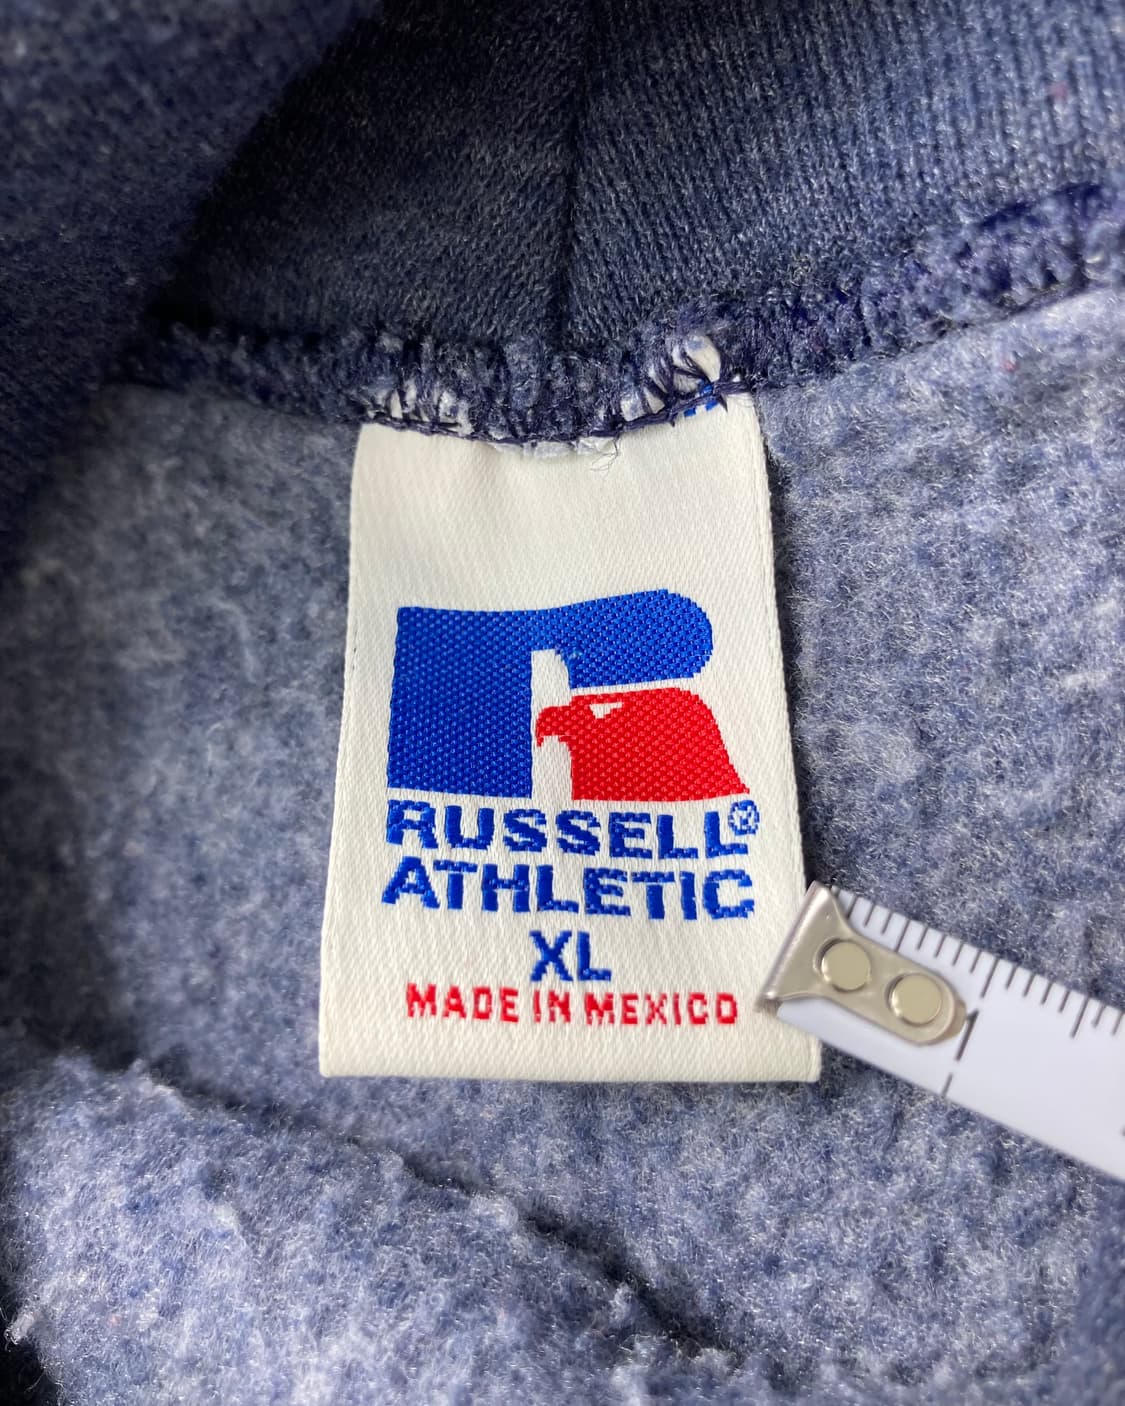 RUSSELL®
ATHLETIC
XL
MADE IN MEXICO